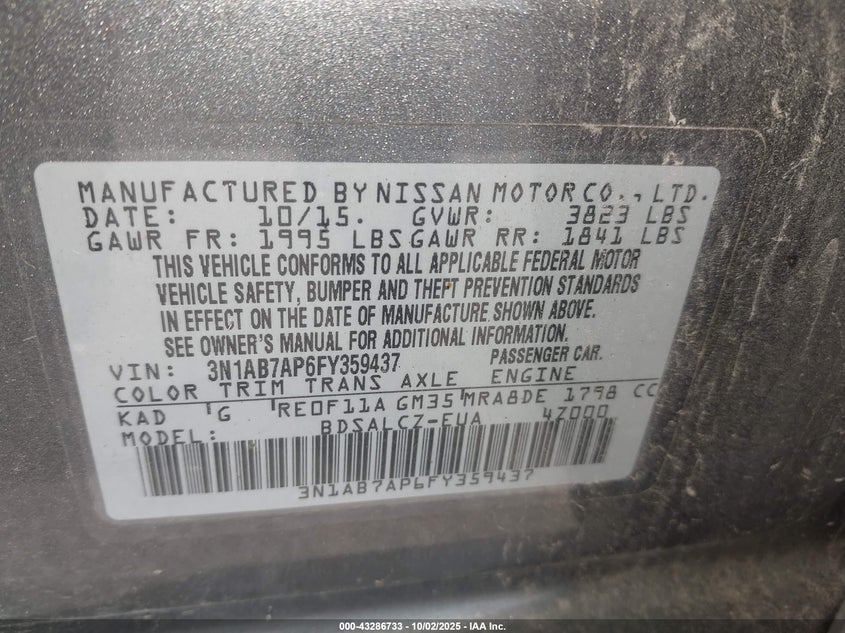 MANUFACTURED BY NISSAN MOTOR CO., LTD.
DATE: 10/15. GVWR: 3823 LBS
GAWR FR: 1995 LBS GAWR RR: 1841 LBS
THIS VEHICLE CONFORMS TO ALL APPLICABLE FEDERAL MOTOR
VEHICLE SAFETY, BUMPER AND THEFT PREVENTION STANDARDS
IN EFFECT ON THE DATE OF MANUFACTURE SHOWN ABOVE.
SEE OWNER'S MANUAL FOR ADDITIONAL INFORMATION.
VIN: 3N1AB7AP6FY359437 PASSENGER CAR.
COLOR TRIM TRANS AXLE ENGINE
KAD G RE0F11A GM35 MRA8DE 1798 CC
MODEL: BDSALCZ-EUA 4Z000
3N1AB7AP6FY359437
000-43286733 - 10/02/2025 - IAA Inc.